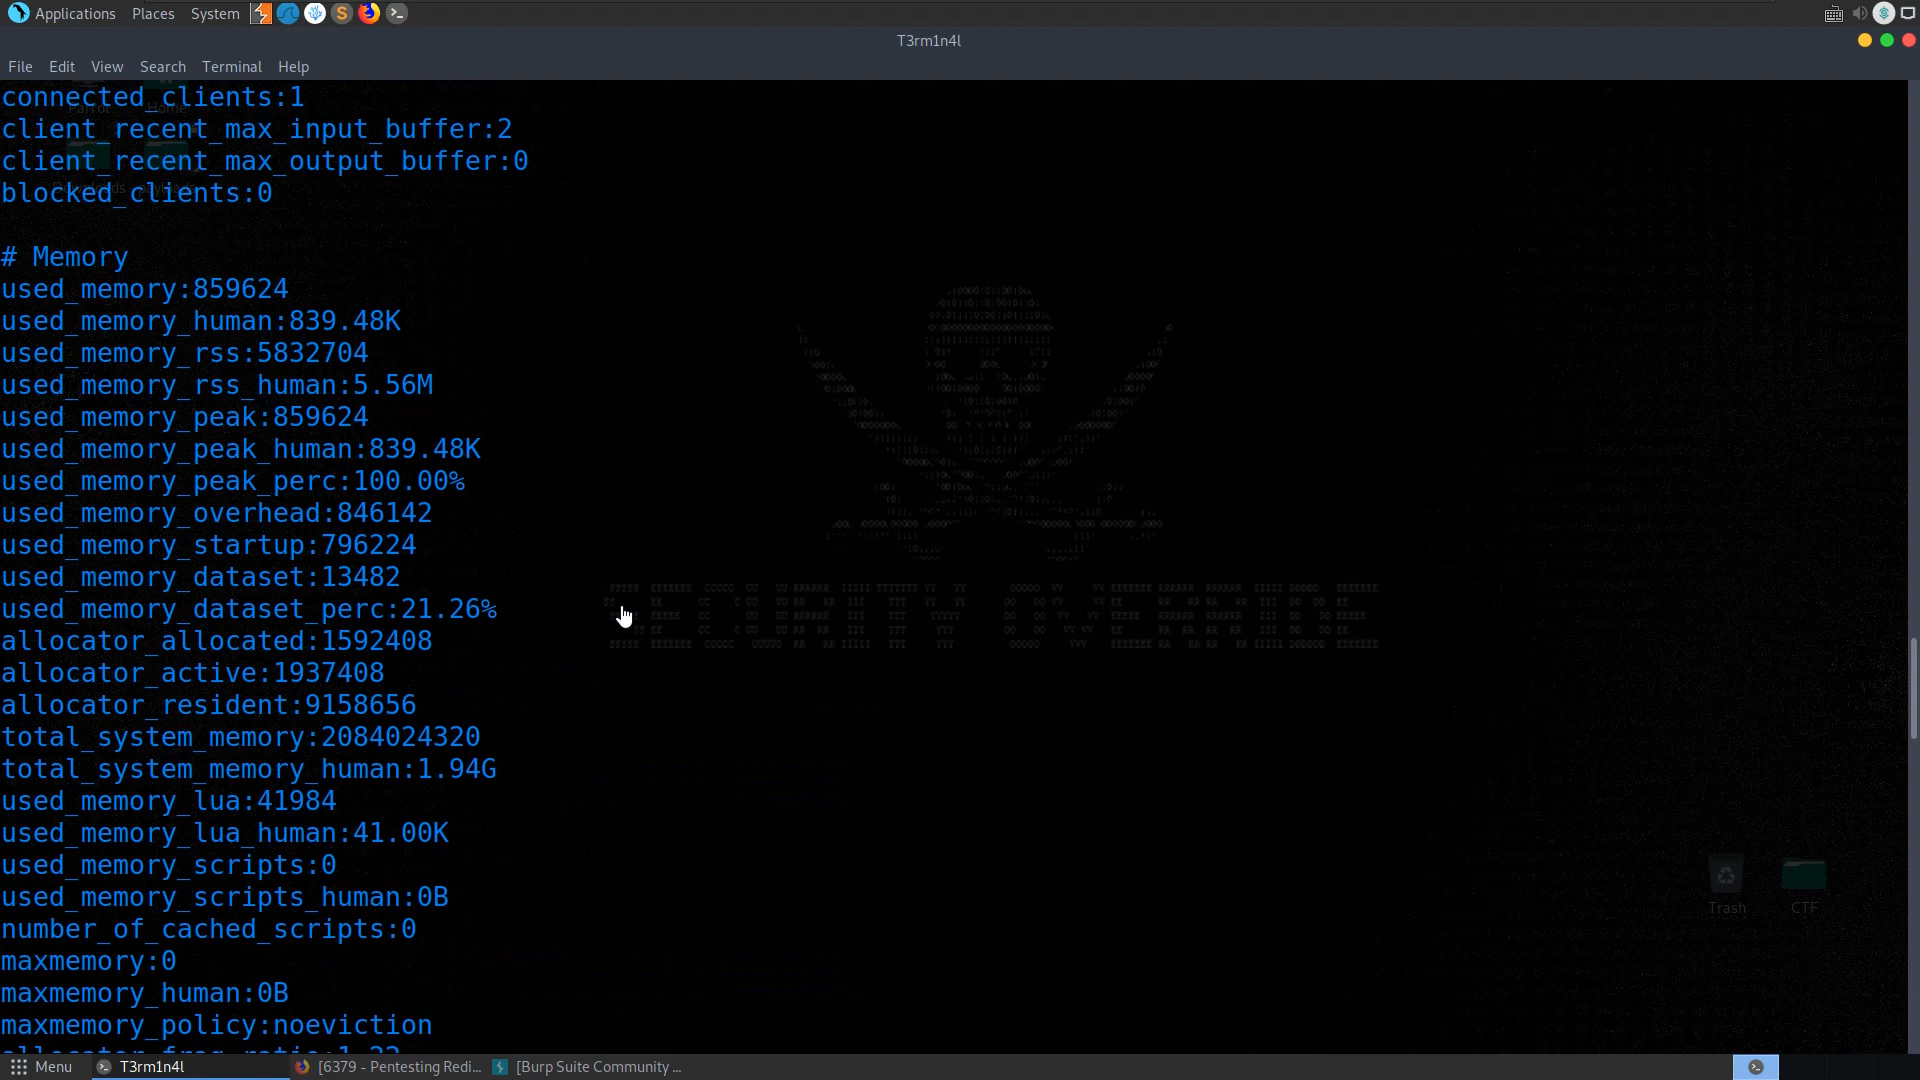 Applications Places System
T3rm1n4l
File Edit View Search Terminal Help
connected_clients:1
client_recent_max_input_buffer:2
client_recent_max_output_buffer:0
blocked_clients:0
# Memory
used_memory:859624
used_memory_human:839.48K
used_memory_rss:5832704
used_memory_rss_human:5.56M
used_memory_peak:859624
used_memory_peak_human:839.48K
used_memory_peak_perc:100.00%
used_memory_overhead:846142
used_memory_startup:796224
used_memory_dataset:13482
used_memory_dataset_perc:21.26%
allocator_allocated:1592408
allocator_active:1937408
allocator_resident:9158656
total_system_memory:2084024320
total_system_memory_human:1.94G
used_memory_lua:41984
used_memory_lua_human:41.00K
used_memory_scripts:0
used_memory_scripts_human:0B
number_of_cached_scripts:0
maxmemory:0
maxmemory_human:0B
maxmemory_policy:noeviction
SECURITY OVERRIDE
Trash CTF
Menu T3rm1n4l [6379 - Pentesting Redi... [Burp Suite Community ...